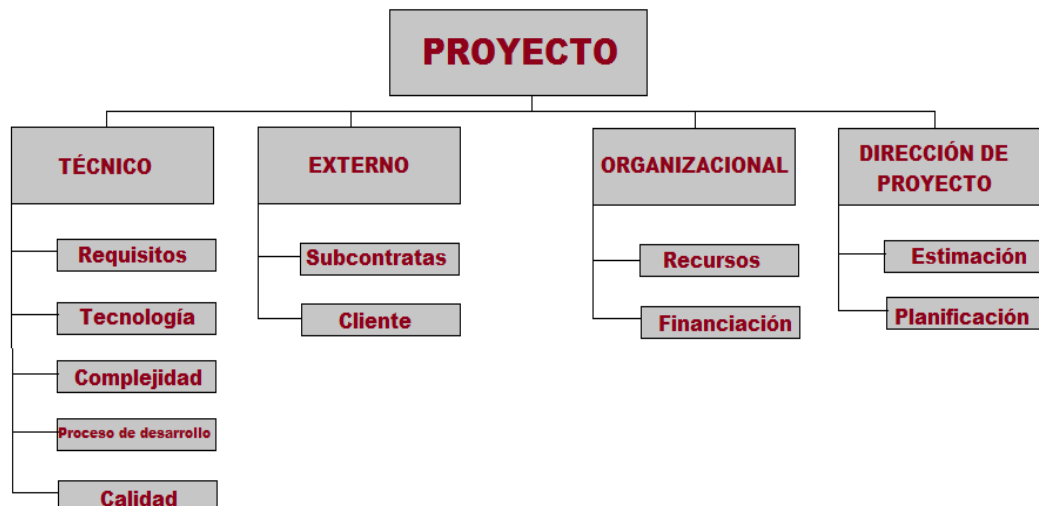 PROYECTO
TÉCNICO
EXTERNO
ORGANIZACIONAL
DIRECCIÓN DE
PROYECTO
Requisitos
Tecnología
Complejidad
Proceso de desarrollo
Calidad
Subcontratas
Cliente
Recursos
Financiación
Estimación
Planificación